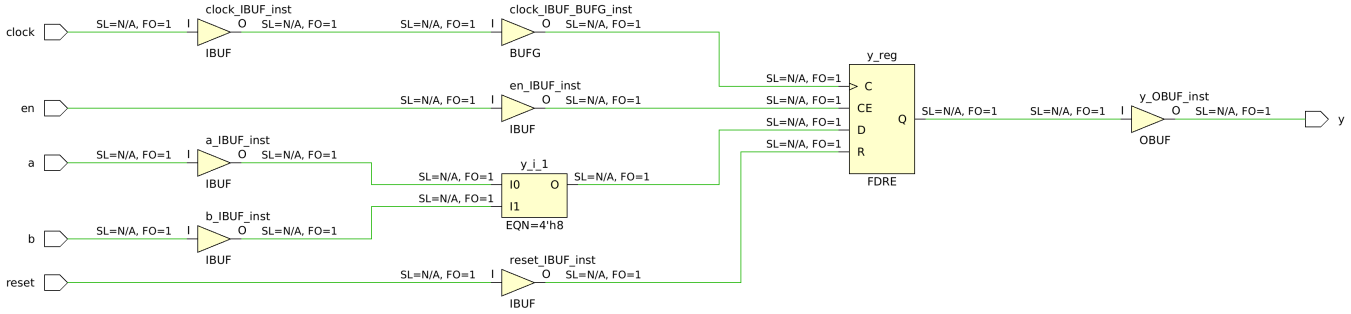 clock_IBUF_inst
clock_IBUF_BUFG_inst
clock SL=N/A, FO=1 I O SL=N/A, FO=1 SL=N/A, FO=1 I O SL=N/A, FO=1
IBUF
BUFG
y_reg
en_IBUF_inst
SL=N/A, FO=1 C
en SL=N/A, FO=1 I O SL=N/A, FO=1 SL=N/A, FO=1 CE
y_OBUF_inst
IBUF
Q SL=N/A, FO=1 SL=N/A, FO=1 I O SL=N/A, FO=1 y
SL=N/A, FO=1 D
OBUF
a_IBUF_inst
SL=N/A, FO=1 R
a SL=N/A, FO=1 I O SL=N/A, FO=1
y_i_1
IBUF
FDRE
SL=N/A, FO=1 I0 O SL=N/A, FO=1
SL=N/A, FO=1 I1
b_IBUF_inst
EQN=4'h8
b SL=N/A, FO=1 I O SL=N/A, FO=1
IBUF
reset_IBUF_inst
reset SL=N/A, FO=1 I O SL=N/A, FO=1
IBUF